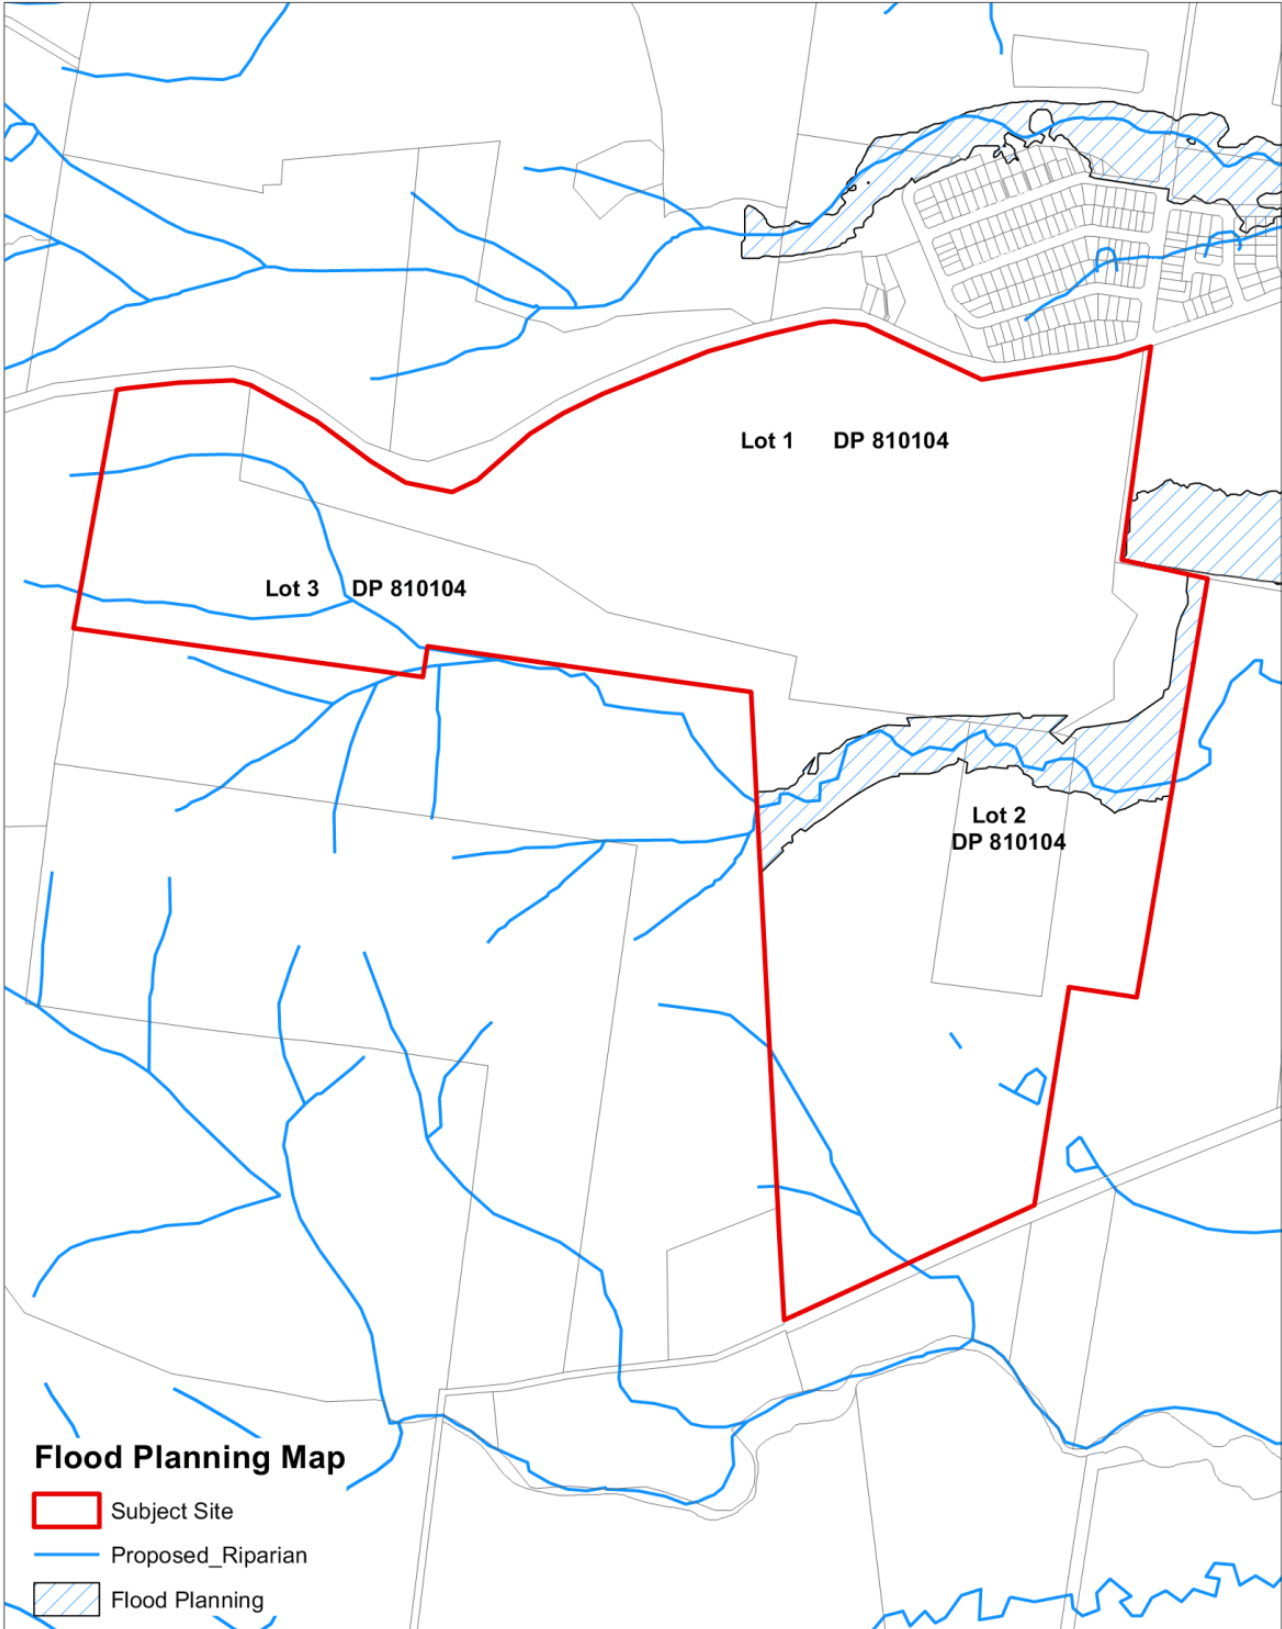 Lot 1 DP 810104
Lot 3 DP 810104
Lot 2
DP 810104
Flood Planning Map
Subject Site
Proposed_Riparian
Flood Planning